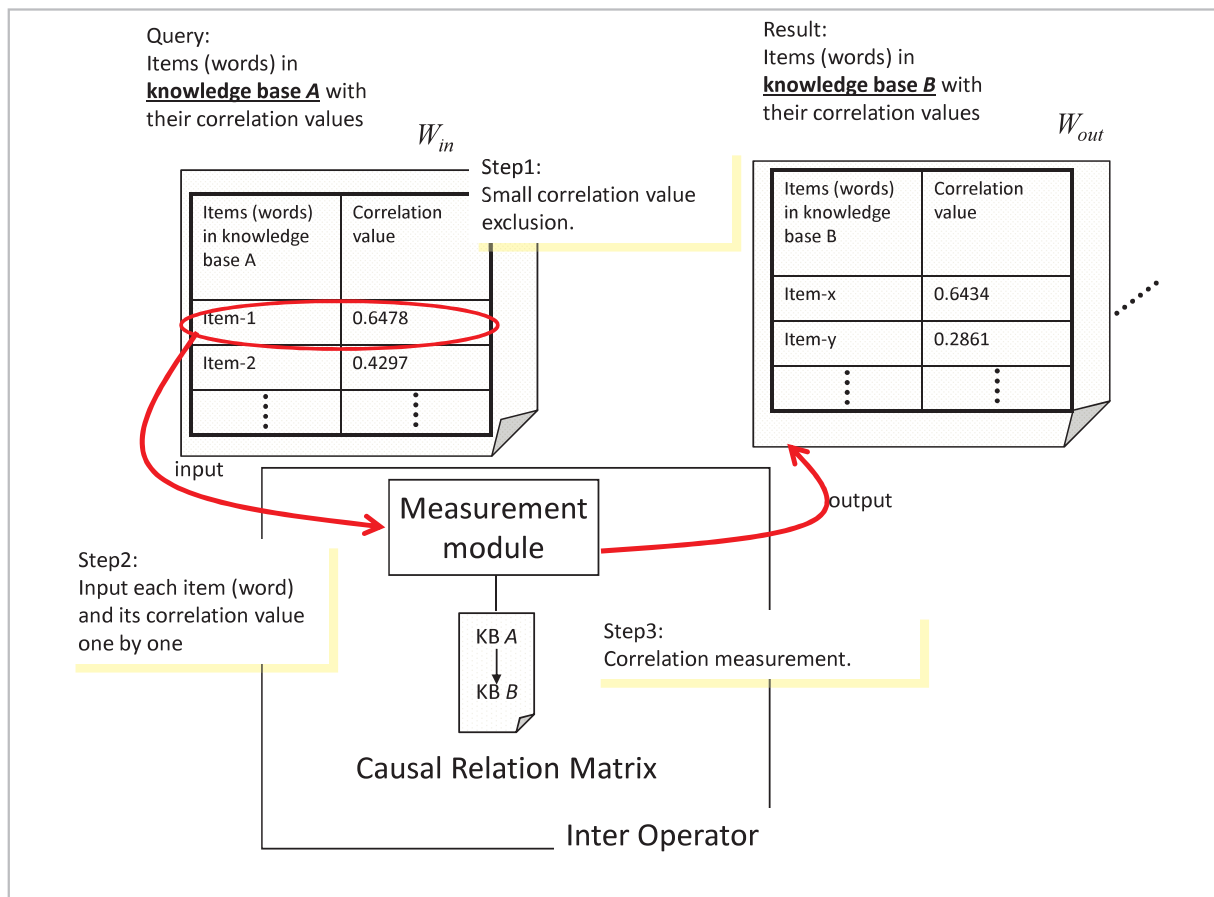 Query:
Items (words) in
knowledge base A with
their correlation values
W_in
Result:
Items (words) in
knowledge base B with
their correlation values
W_out
Step1:
Small correlation value
exclusion.
Items (words)
in knowledge
base A
Correlation
value
Item-1
0.6478
Item-2
0.4297
Items (words)
in knowledge
base B
Correlation
value
Item-x
0.6434
Item-y
0.2861
input
output
Measurement
module
Step2:
Input each item (word)
and its correlation value
one by one
KB A
KB B
Step3:
Correlation measurement.
Causal Relation Matrix
Inter Operator